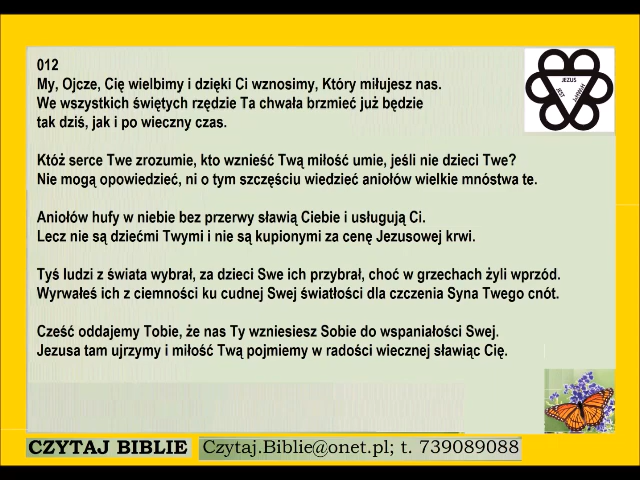 012
My, Ojcze, Cię wielbimy i dzięki Ci wznosimy, Który miłujesz nas.
We wszystkich świętych rzędzie Ta chwała brzmieć już będzie
tak dziś, jak i po wieczny czas.
Któż serce Twe zrozumie, kto wznieść Twą miłość umie, jeśli nie dzieci Twe?
Nie mogą opowiedzieć, ni o tym szczęściu wiedzieć aniołów wielkie mnóstwa te.
Aniołów hufy w niebie bez przerwy sławią Ciebie i usługują Ci.
Lecz nie są dziećmi Twymi i nie są kupionymi za cenę Jezusowej krwi.
Tyś ludzi z świata wybrał, za dzieci Swe ich przybrał, choć w grzechach żyli wprzód.
Wyrwałeś ich z ciemności ku cudnej Swej światłości dla czczenia Syna Twego cnót.
Cześć oddajemy Tobie, że nas Ty wzniesiesz Sobie do wspaniałości Swej.
Jezusa tam ujrzymy i miłość Twą pojmiemy w radości wiecznej sławiąc Cię.
JEZUS
JEST
CZYTAJ BIBLIE
Czytaj.Biblie@onet.pl; t. 739089088